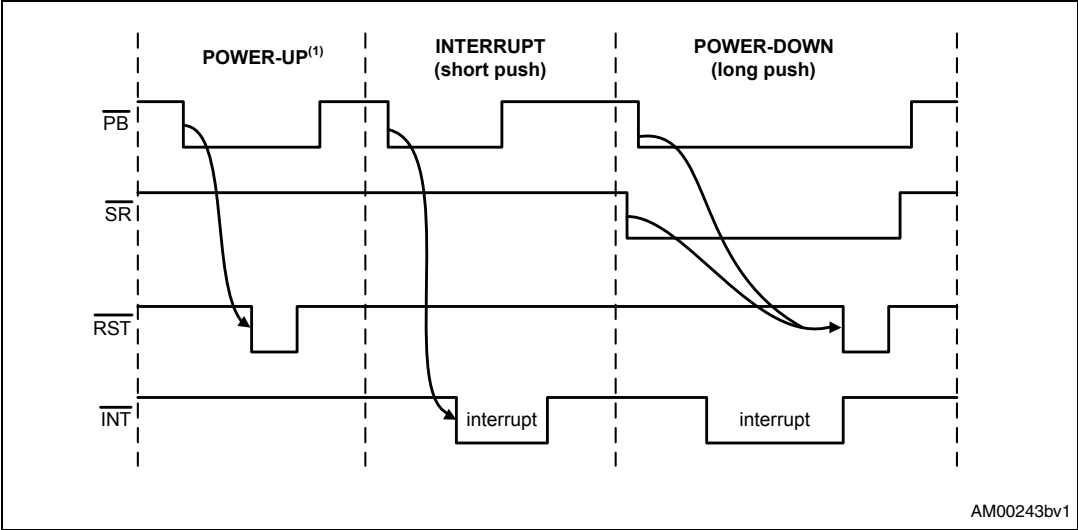 POWER-UP(1)
INTERRUPT
(short push)
POWER-DOWN
(long push)
PB
SR
RST
INT
interrupt
interrupt
AM00243bv1